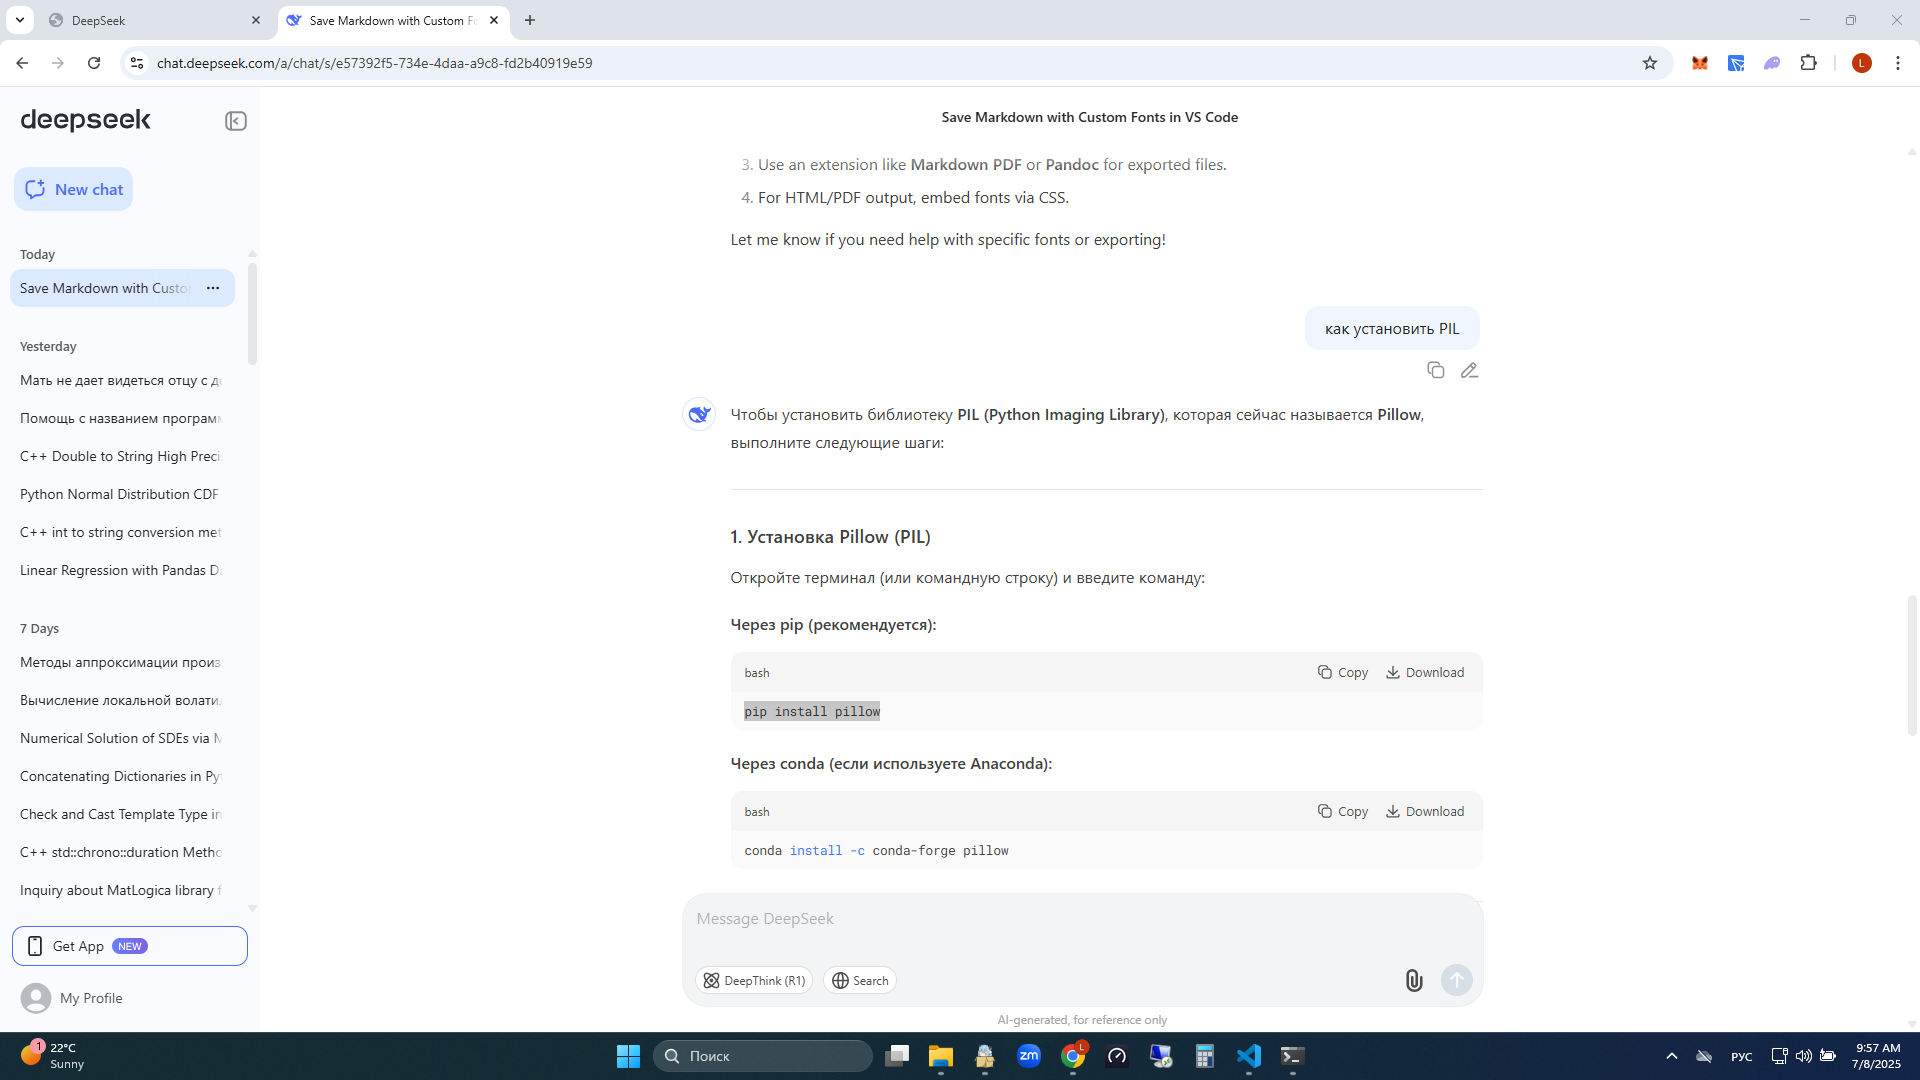 DeepSeek
Save Markdown with Custom Fo
chat.deepseek.com/a/chat/s/e57392f5-734e-4daa-a9c8-fd2b40919e59
L
deepseek
New chat
Today
Save Markdown with Custo
Yesterday
Мать не дает видеться отцу с де
Помощь с названием програм
C++ Double to String High Preci
Python Normal Distribution CDF
C++ int to string conversion met
Linear Regression with Pandas D
7 Days
Методы аппроксимации произ
Вычисление локальной волати
Numerical Solution of SDEs via M
Concatenating Dictionaries in Py
Check and Cast Template Type in
C++ std::chrono::duration Metho
Inquiry about MatLogica library f
Get App NEW
My Profile
Save Markdown with Custom Fonts in VS Code
3. Use an extension like Markdown PDF or Pandoc for exported files.
4. For HTML/PDF output, embed fonts via CSS.
Let me know if you need help with specific fonts or exporting!
как установить PIL
Чтобы установить библиотеку PIL (Python Imaging Library), которая сейчас называется Pillow,
выполните следующие шаги:
1. Установка Pillow (PIL)
Откройте терминал (или командную строку) и введите команду:
Через pip (рекомендуется):
bash Copy Download
pip install pillow
Через conda (если используете Anaconda):
bash Copy Download
conda install -c conda-forge pillow
Message DeepSeek
DeepThink (R1) Search
AI-generated, for reference only
1
22°C
Sunny
Поиск
zm
L
РУС
9:57 AM
7/8/2025